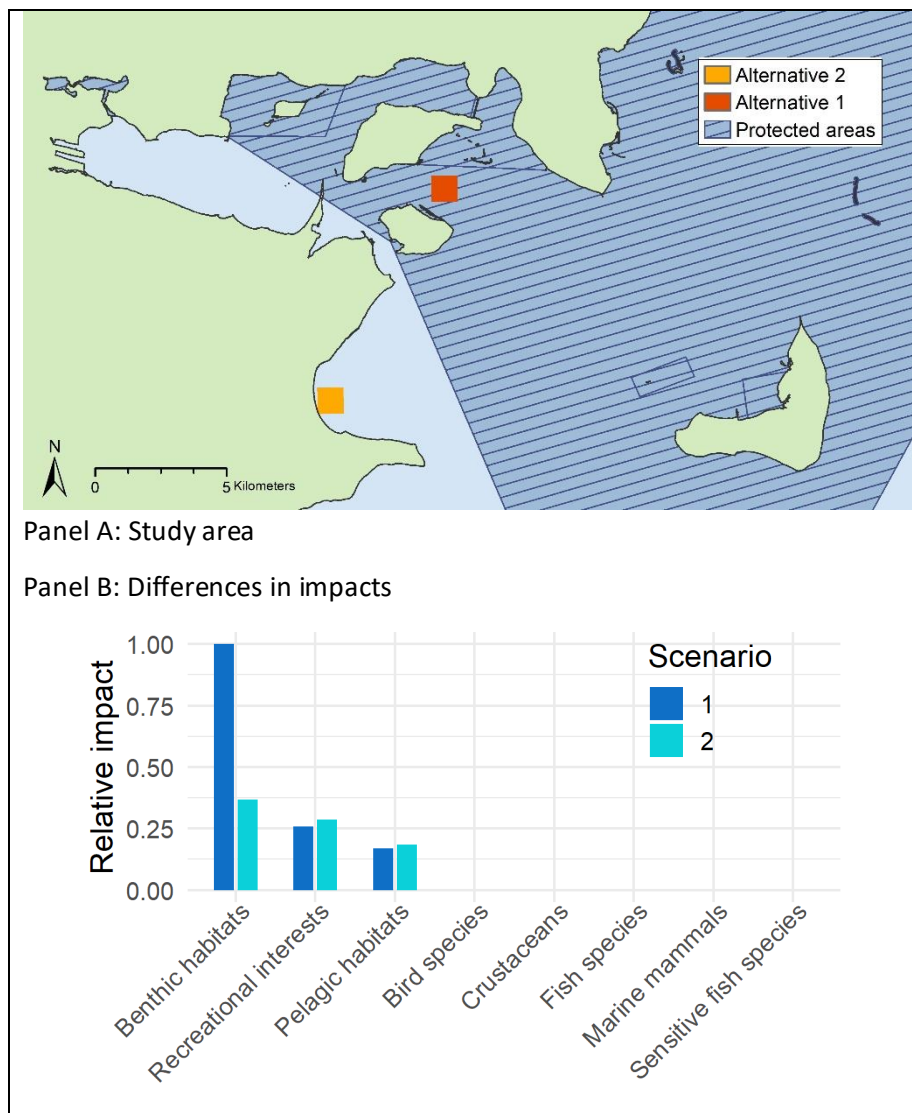 Alternative 2
Alternative 1
Protected areas
N
0 5 Kilometers
Panel A: Study area
Panel B: Differences in impacts
Relative impact
1.00
0.75
0.50
0.25
0.00
Scenario
1
2
Benthic habitats
Recreational interests
Pelagic habitats
Bird species
Crustaceans
Fish species
Marine mammals
Sensitive fish species